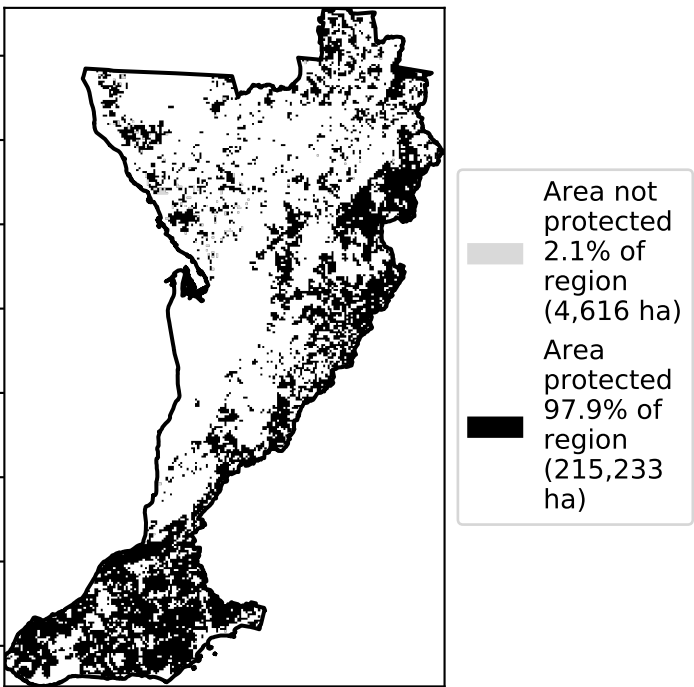 Area not
protected
2.1% of
region
(4,616 ha)
Area
protected
97.9% of
region
(215,233
ha)